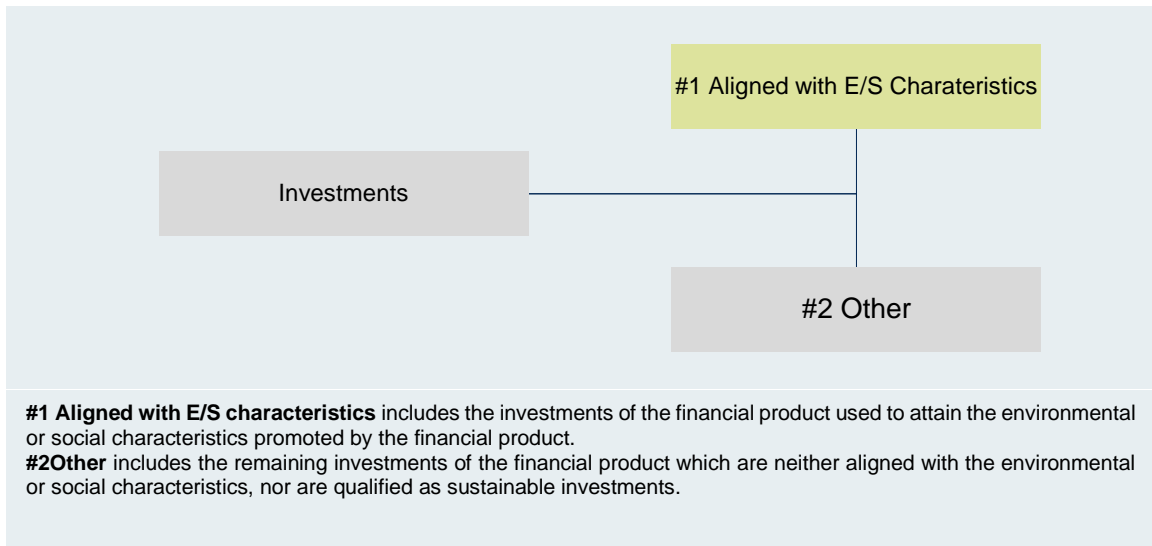 #1 Aligned with E/S Charateristics
Investments
#2 Other
#1 Aligned with E/S characteristics includes the investments of the financial product used to attain the environmental
or social characteristics promoted by the financial product.
#2Other includes the remaining investments of the financial product which are neither aligned with the environmental
or social characteristics, nor are qualified as sustainable investments.